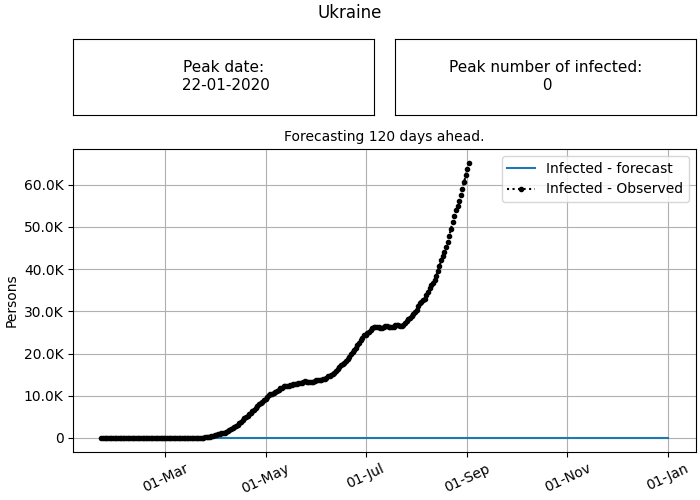 Ukraine
Peak date:
22-01-2020
Peak number of infected:
0
Forecasting 120 days ahead.
Infected - forecast
Infected - Observed
60.0K
50.0K
40.0K
30.0K
20.0K
10.0K
0
Persons
01-Mar
01-May
01-Jul
01-Sep
01-Nov
01-Jan